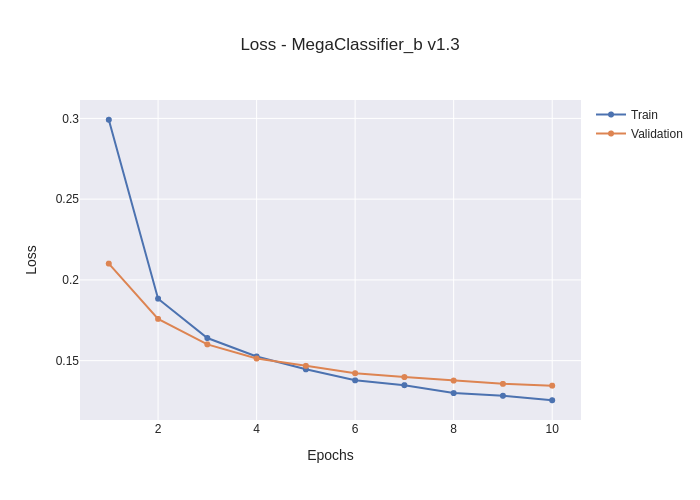 Loss - MegaClassifier_b v1.3
Train
Validation
0.3
0.25
0.2
0.15
Loss
2 4 6 8 10
Epochs